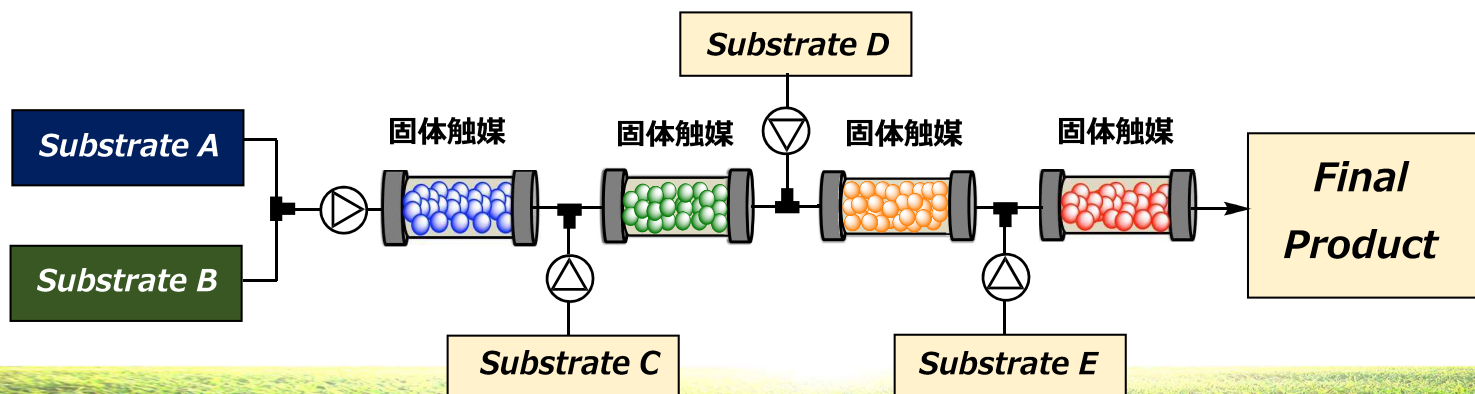 Substrate D
固体触媒
固体触媒
固体触媒
固体触媒
Substrate A
Substrate B
Final
Product
Substrate C
Substrate E